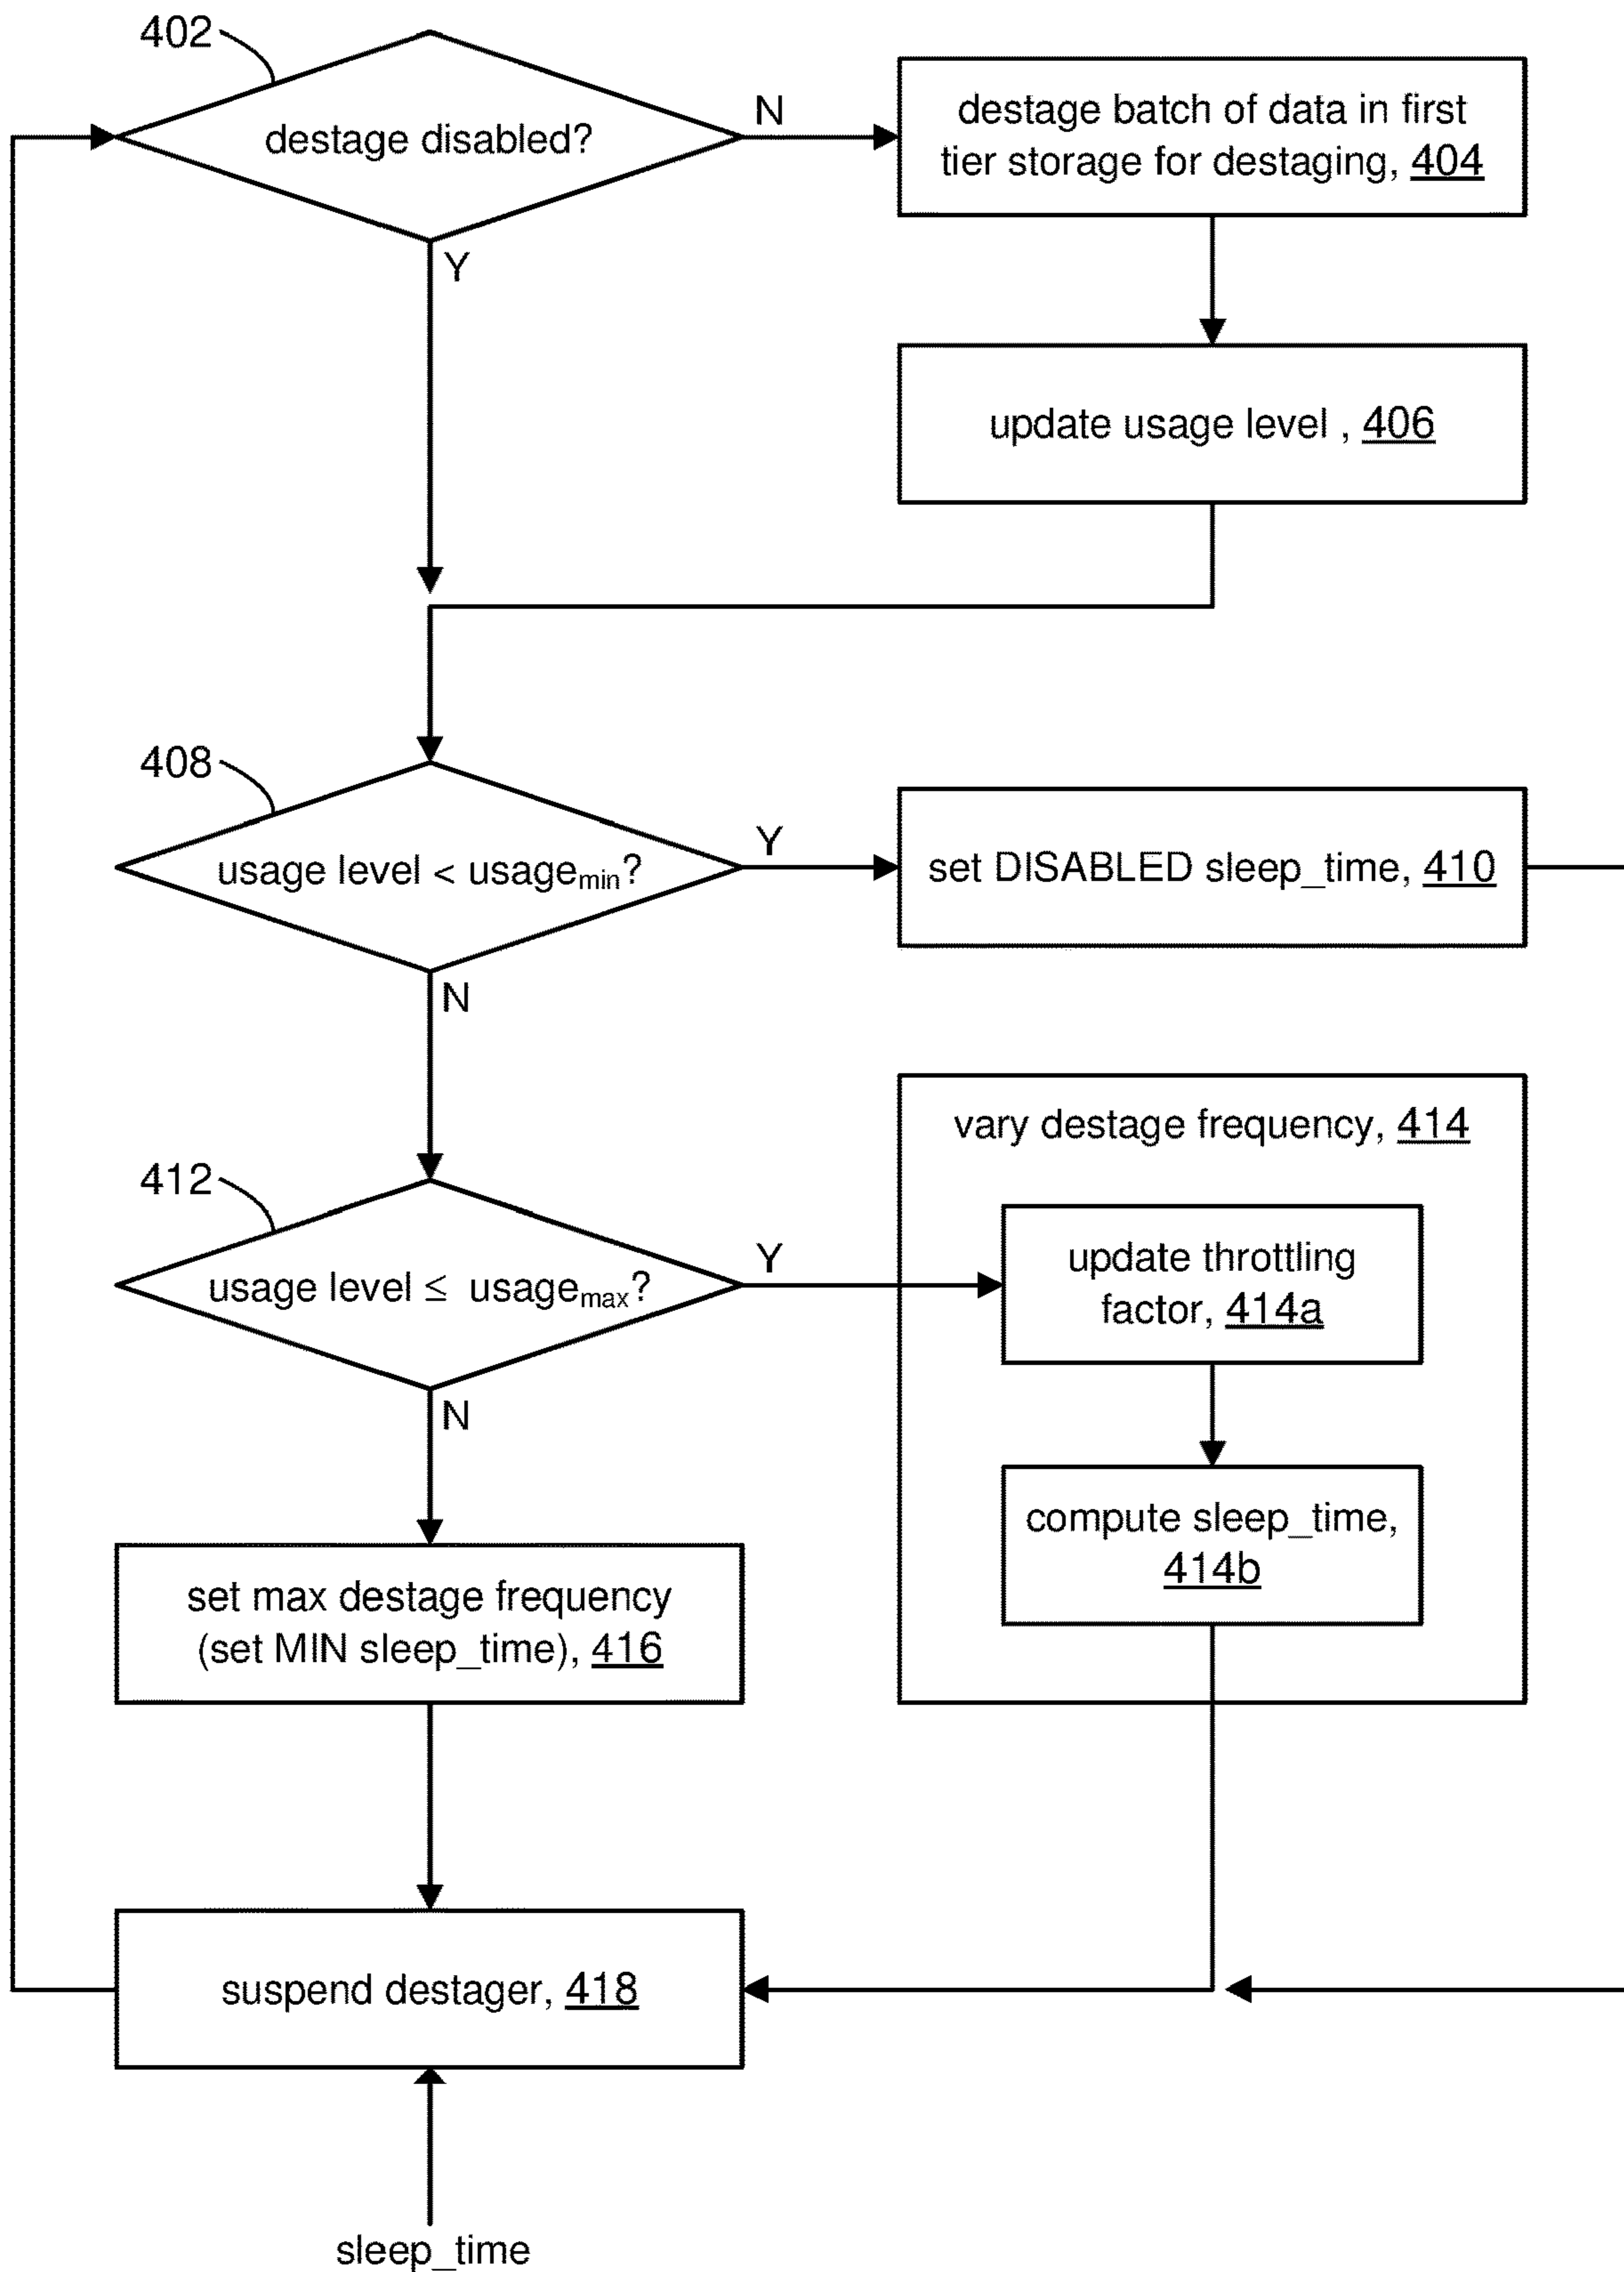 402
destage disabled?
N
Y
destage batch of data in first
tier storage for destaging, 404
update usage level , 406
408
usage level < usagemin?
Y
N
set DISABLED sleep_time, 410
412
usage level ≤ usagemax?
Y
N
vary destage frequency, 414
update throttling
factor, 414a
compute sleep_time,
414b
set max destage frequency
(set MIN sleep_time), 416
suspend destager, 418
sleep_time